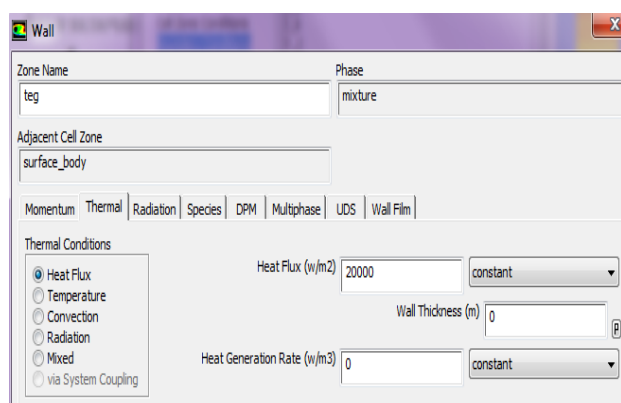 Wall
Zone Name
Phase
teg
mixture
Adjacent Cell Zone
surface_body
Momentum Thermal Radiation Species DPM Multiphase UDS Wall Film
Thermal Conditions
Heat Flux
Temperature
Convection
Radiation
Mixed
via System Coupling
Heat Flux (w/m2) 20000 constant
Wall Thickness (m) 0 P
Heat Generation Rate (w/m3) 0 constant